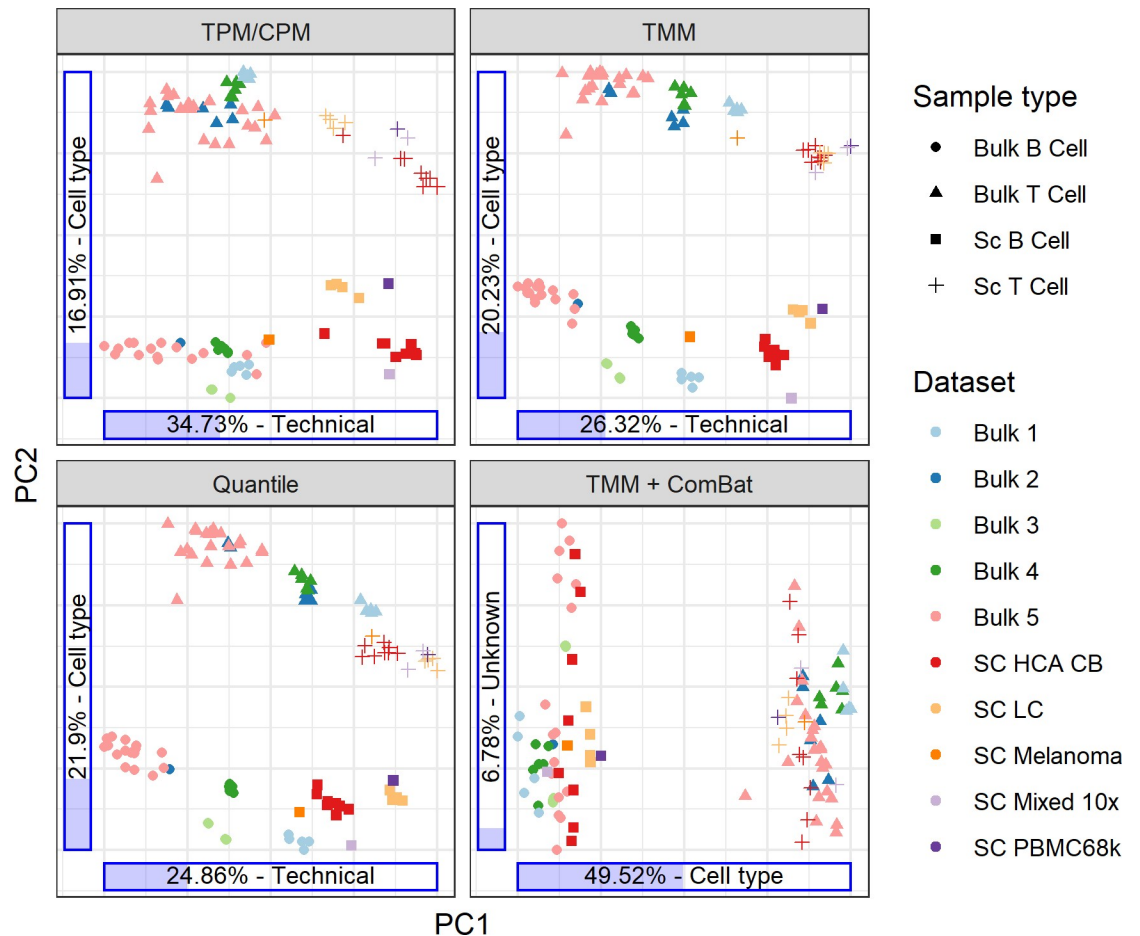 TPM/CPM
TMM
16.91% - Cell type
34.73% - Technical
20.23% - Cell type
26.32% - Technical
PC2
Quantile
TMM + ComBat
21.9% - Cell type
24.86% - Technical
6.78% - Unknown
49.52% - Cell type
PC1
Sample type
Bulk B Cell
Bulk T Cell
Sc B Cell
Sc T Cell
Dataset
Bulk 1
Bulk 2
Bulk 3
Bulk 4
Bulk 5
SC HCA CB
SC LC
SC Melanoma
SC Mixed 10x
SC PBMC68k